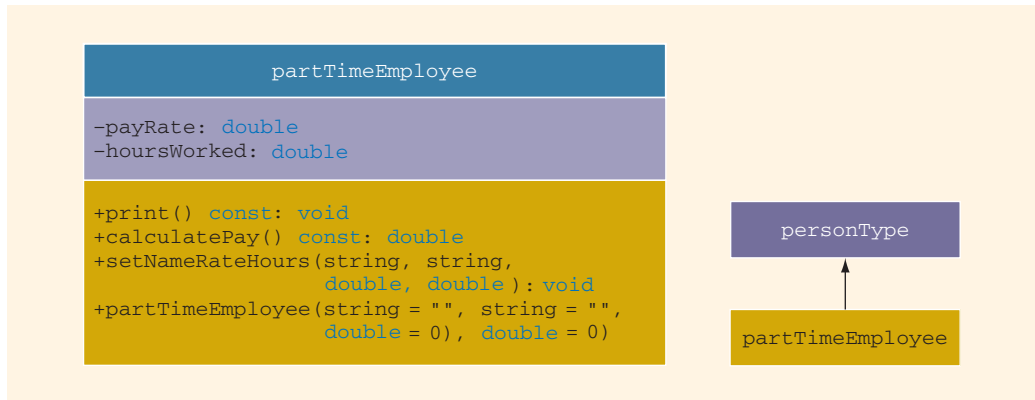 partTimeEmployee
-payRate: double
-hoursWorked: double
+print() const: void
+calculatePay() const: double
+setNameRateHours(string, string,
double, double ): void
+partTimeEmployee(string = "", string = "",
double = 0), double = 0)
personType
partTimeEmployee